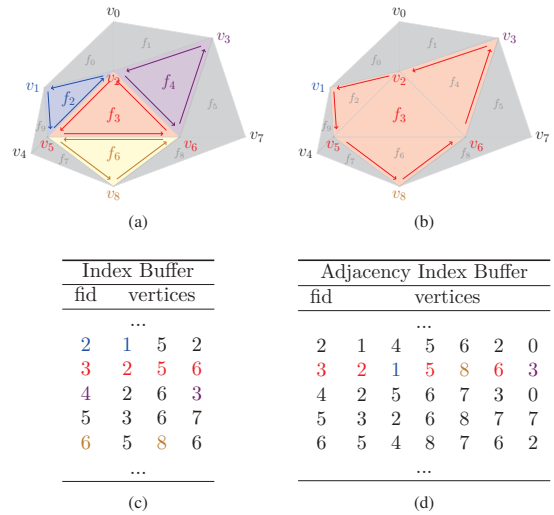 v0
v3
f1
f0
v1
v2
f2
f4
f3
f5
f9
v5
v6
v7
v4
f7
f6
f8
v8
(a)
v0
v3
f1
f0
v1
v2
f2
f4
f3
f5
f9
v5
v6
v7
v4
f7
f6
f8
v8
(b)
Index Buffer
fid vertices
...
2 1 5 2
3 2 5 6
4 2 6 3
5 3 6 7
6 5 8 6
...
(c)
Adjacency Index Buffer
fid vertices
...
2 1 4 5 6 2 0
3 2 1 5 8 6 3
4 2 5 6 7 3 0
5 3 2 6 8 7 7
6 5 4 8 7 6 2
...
(d)